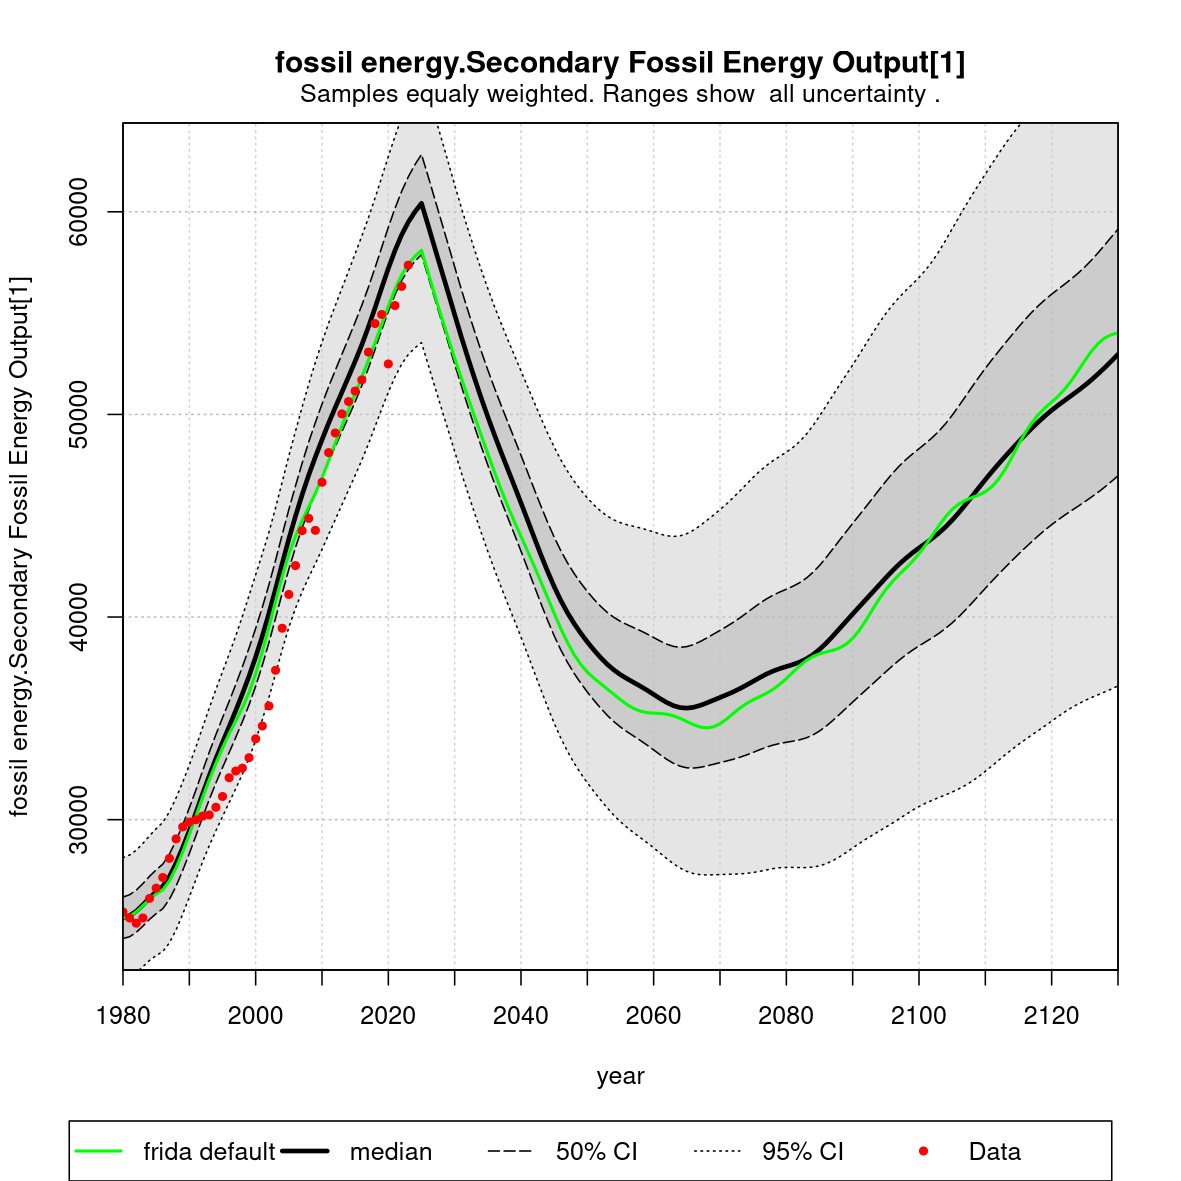 fossil energy.Secondary Fossil Energy Output[1]
Samples equaly weighted. Ranges show  all uncertainty .
fossil energy.Secondary Fossil Energy Output[1]
60000
50000
40000
30000
1980 2000 2020 2040 2060 2080 2100 2120
year
frida default median 50% CI 95% CI Data